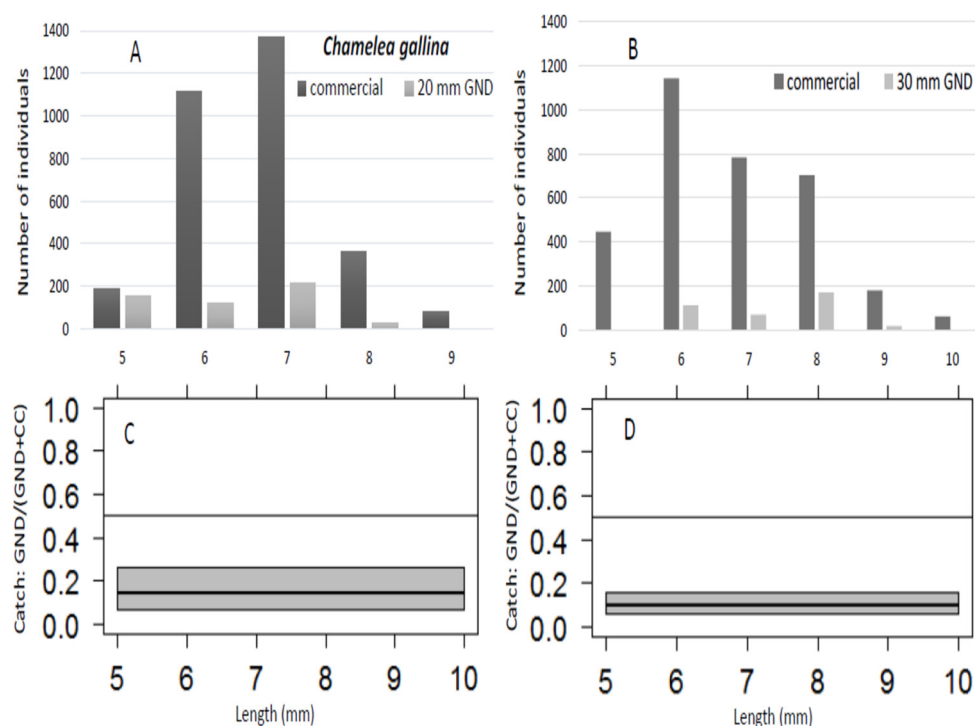 A
Chamelea gallina
commercial 20 mm GND
Number of individuals
1400
1200
1000
800
600
400
200
0
5 6 7 8 9
B
commercial 30 mm GND
Number of individuals
1400
1200
1000
800
600
400
200
0
5 6 7 8 9 10
C
Catch: GND/(GND+CC)
1.0
0.8
0.6
0.4
0.2
0.0
5 6 7 8 9 10
Length (mm)
D
Catch: GND/(GND+CC)
1.0
0.8
0.6
0.4
0.2
0.0
5 6 7 8 9 10
Length (mm)